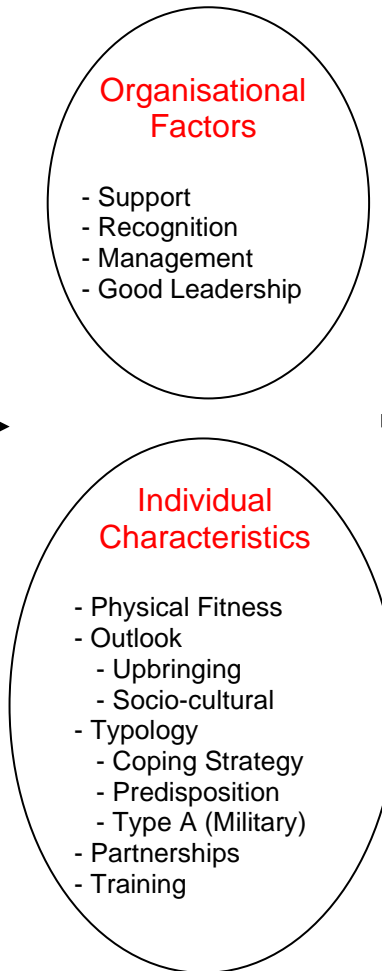 Organisational
Factors
- Support
- Recognition
- Management
- Good Leadership
Individual
Characteristics
- Physical Fitness
- Outlook
- Upbringing
- Socio-cultural
- Typology
- Coping Strategy
- Predisposition
- Type A (Military)
- Partnerships
- Training